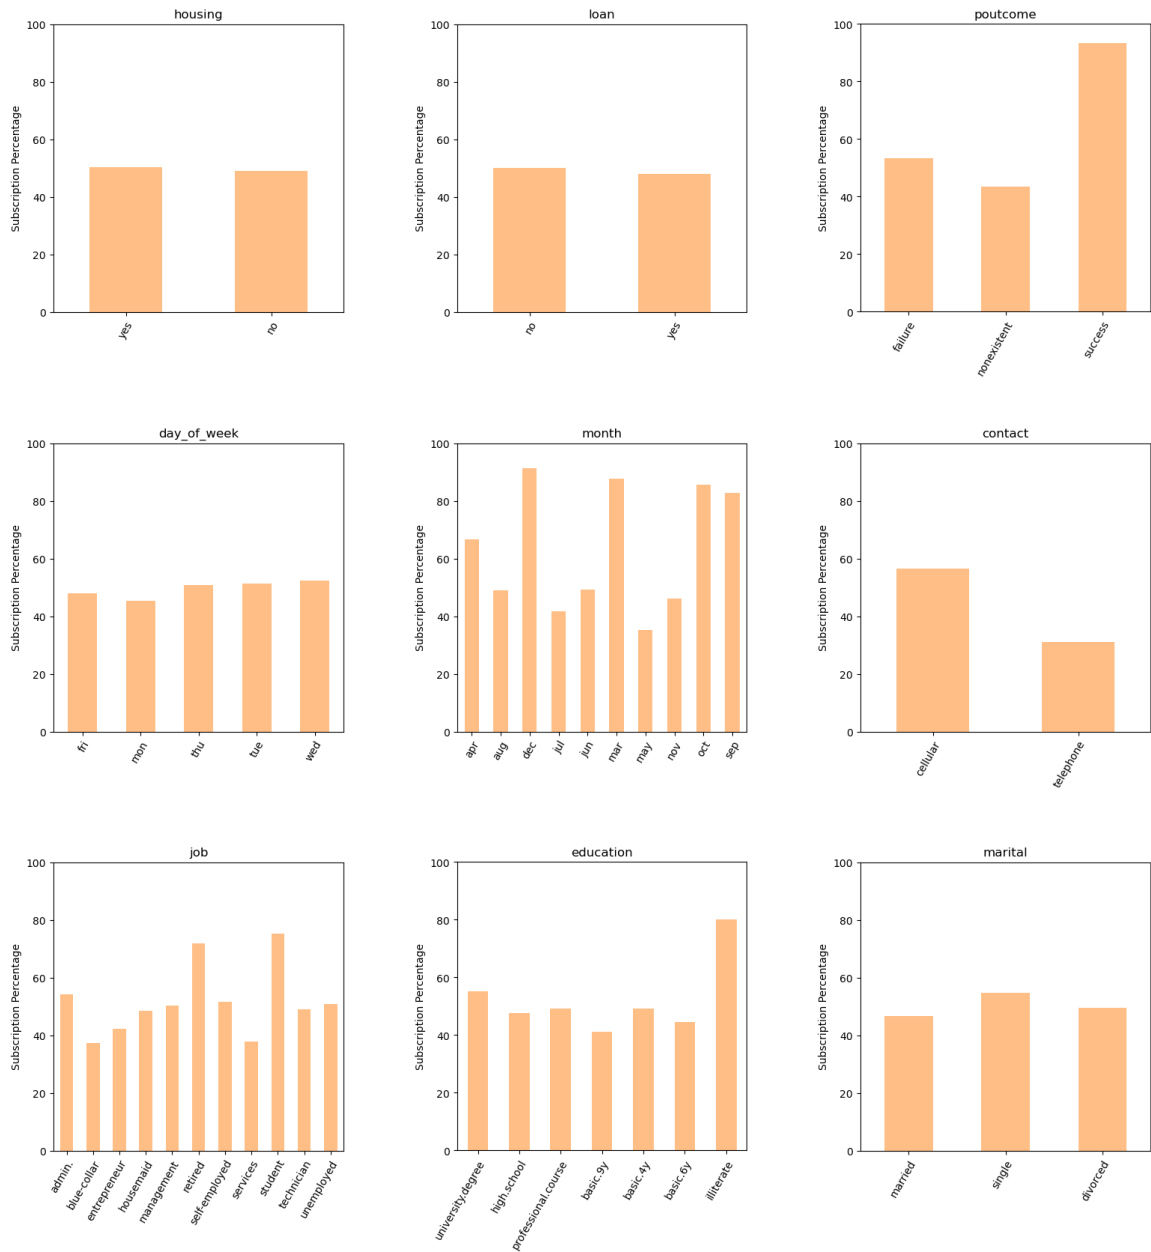 housing
100
80
60
40
20
0
Subscription Percentage
yes
no
loan
100
80
60
40
20
0
Subscription Percentage
no
yes
poutcome
100
80
60
40
20
0
Subscription Percentage
failure
nonexistent
success
day_of_week
100
80
60
40
20
0
Subscription Percentage
fri
mon
thu
tue
wed
month
100
80
60
40
20
0
Subscription Percentage
apr
aug
dec
jul
jun
mar
may
nov
oct
sep
contact
100
80
60
40
20
0
Subscription Percentage
cellular
telephone
job
100
80
60
40
20
0
Subscription Percentage
admin.
blue-collar
entrepreneur
housemaid
management
retired
self-employed
services
student
technician
unemployed
education
100
80
60
40
20
0
Subscription Percentage
university.degree
high.school
professional.course
basic.9y
basic.4y
basic.6y
illiterate
marital
100
80
60
40
20
0
Subscription Percentage
married
single
divorced